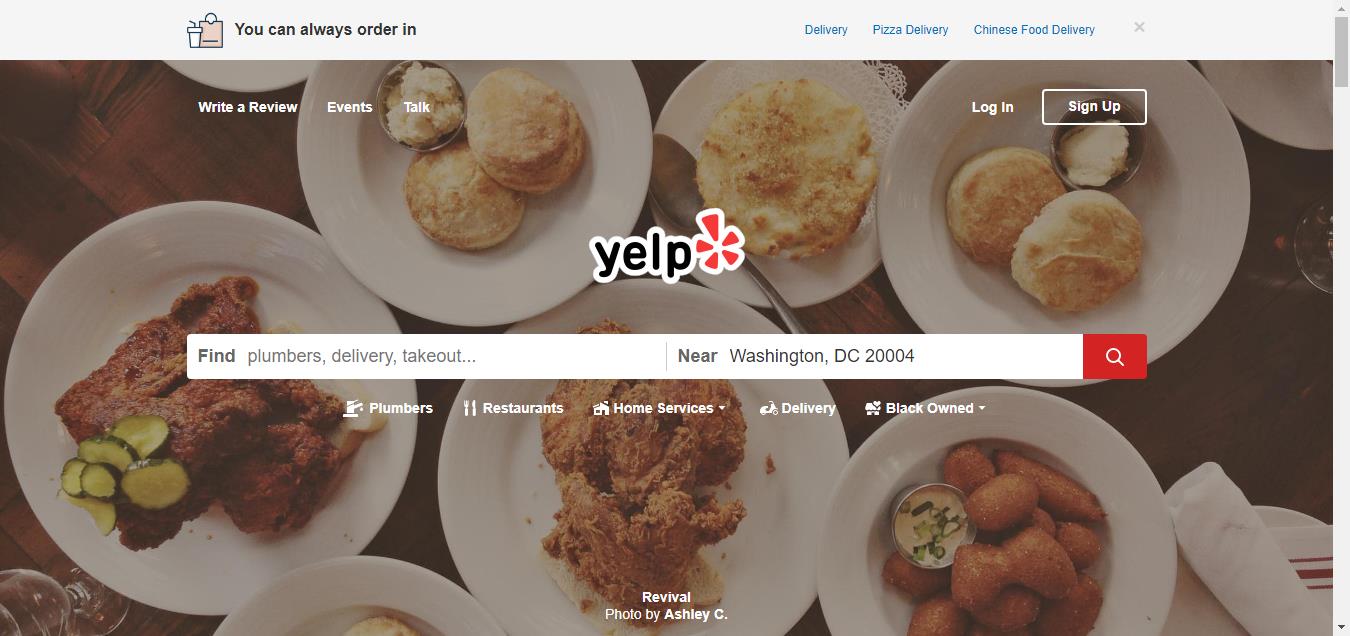 You can always order in
Delivery Pizza Delivery Chinese Food Delivery ×
Write a Review Events Talk Log In Sign Up
yelp
Find plumbers, delivery, takeout... Near Washington, DC 20004
Plumbers Restaurants Home Services Delivery Black Owned
Revival
Photo by Ashley C.